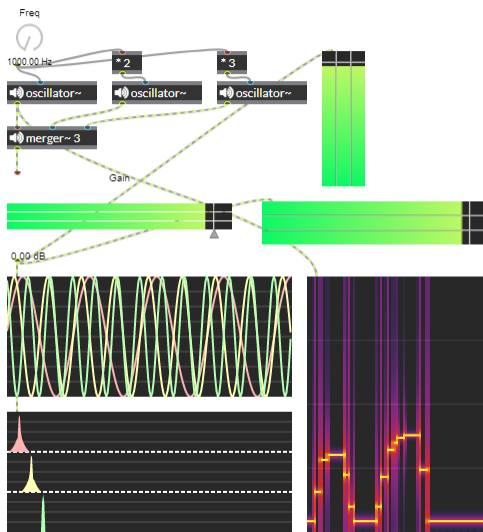 Freq
1000.00 Hz
* 2
* 3
oscillator~
oscillator~
oscillator~
merger~ 3
Gain
0.00 dB